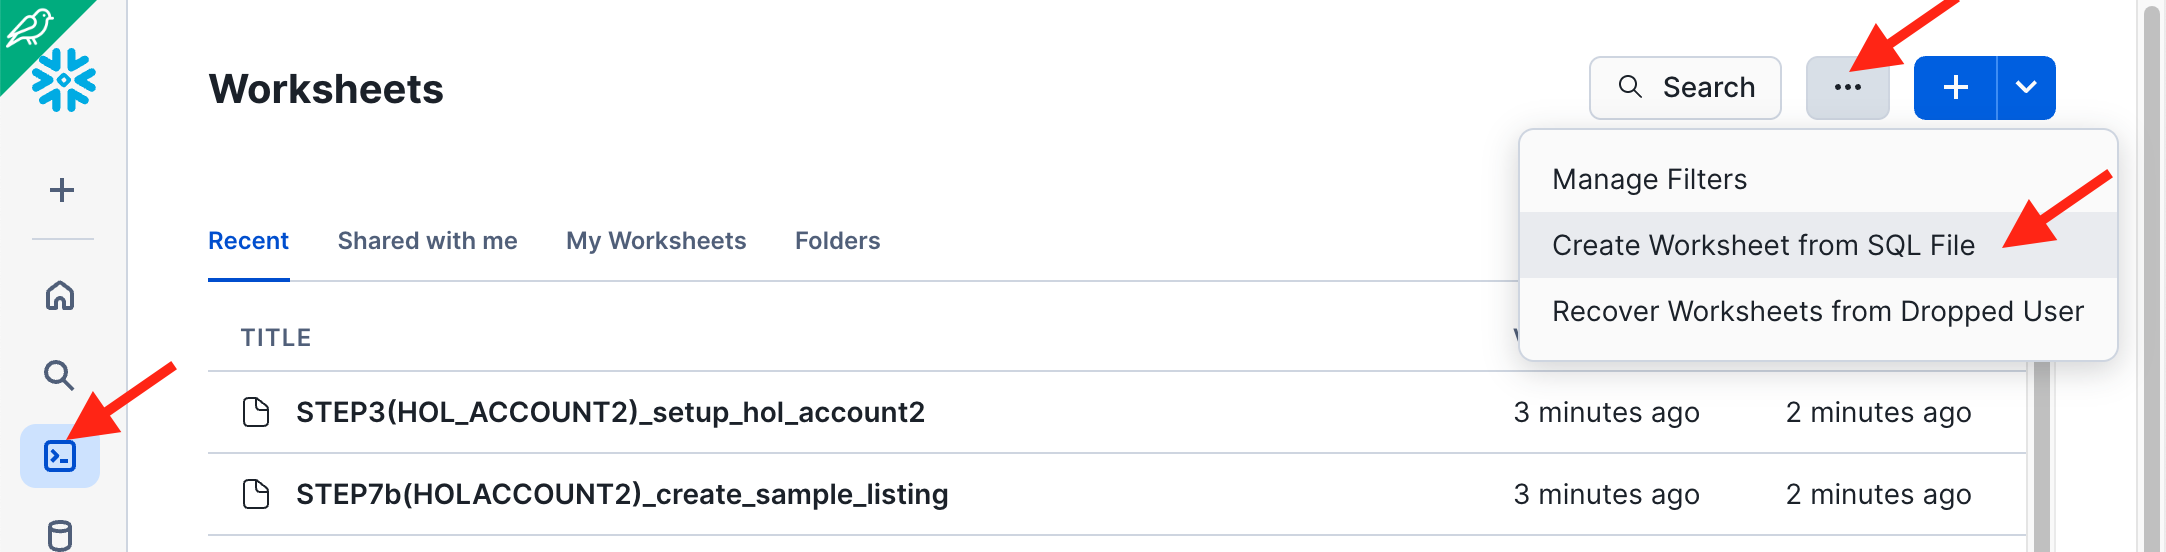 Worksheets
Search
Manage Filters
Create Worksheet from SQL File
Recover Worksheets from Dropped User
Recent Shared with me My Worksheets Folders
TITLE
STEP3(HOL_ACCOUNT2)_setup_hol_account2 3 minutes ago 2 minutes ago
STEP7b(HOLACCOUNT2)_create_sample_listing 3 minutes ago 2 minutes ago